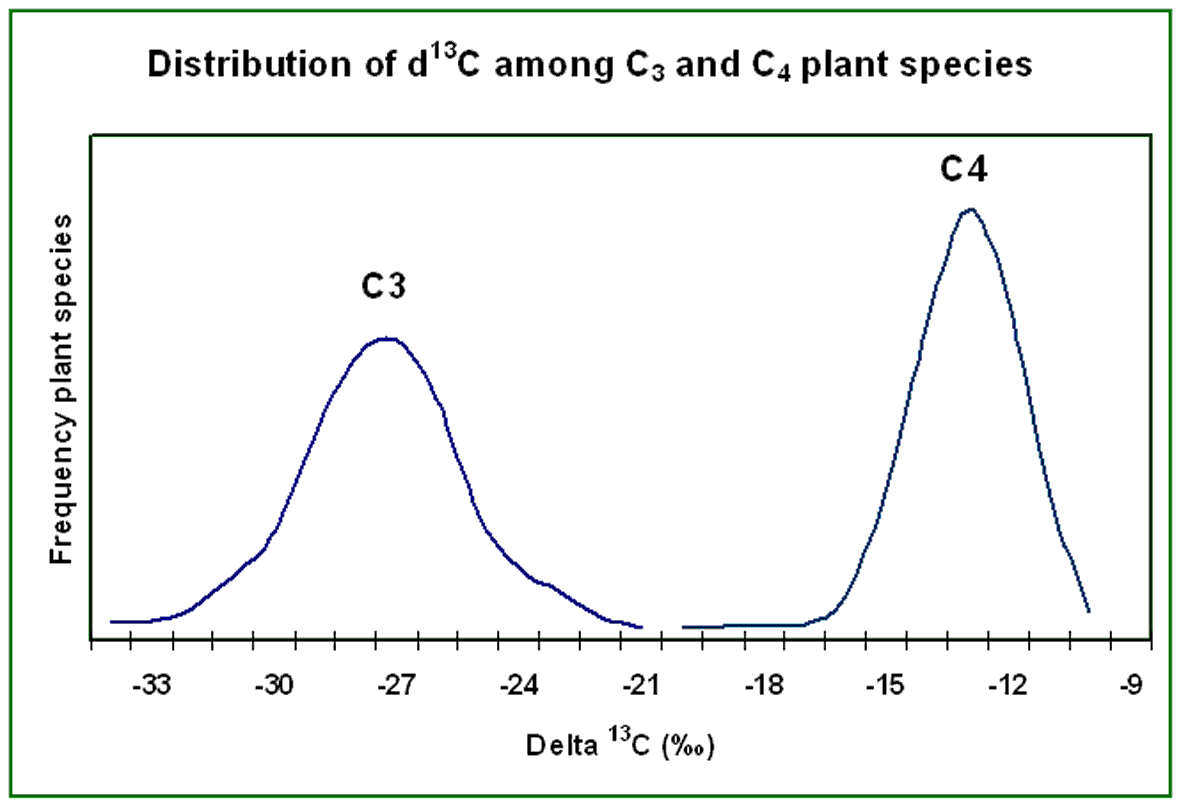 Distribution of d¹³C among C₃ and C₄ plant species
C4
C3
Frequency plant species
-33 -30 -27 -24 -21 -18 -15 -12 -9
Delta ¹³C (‰)